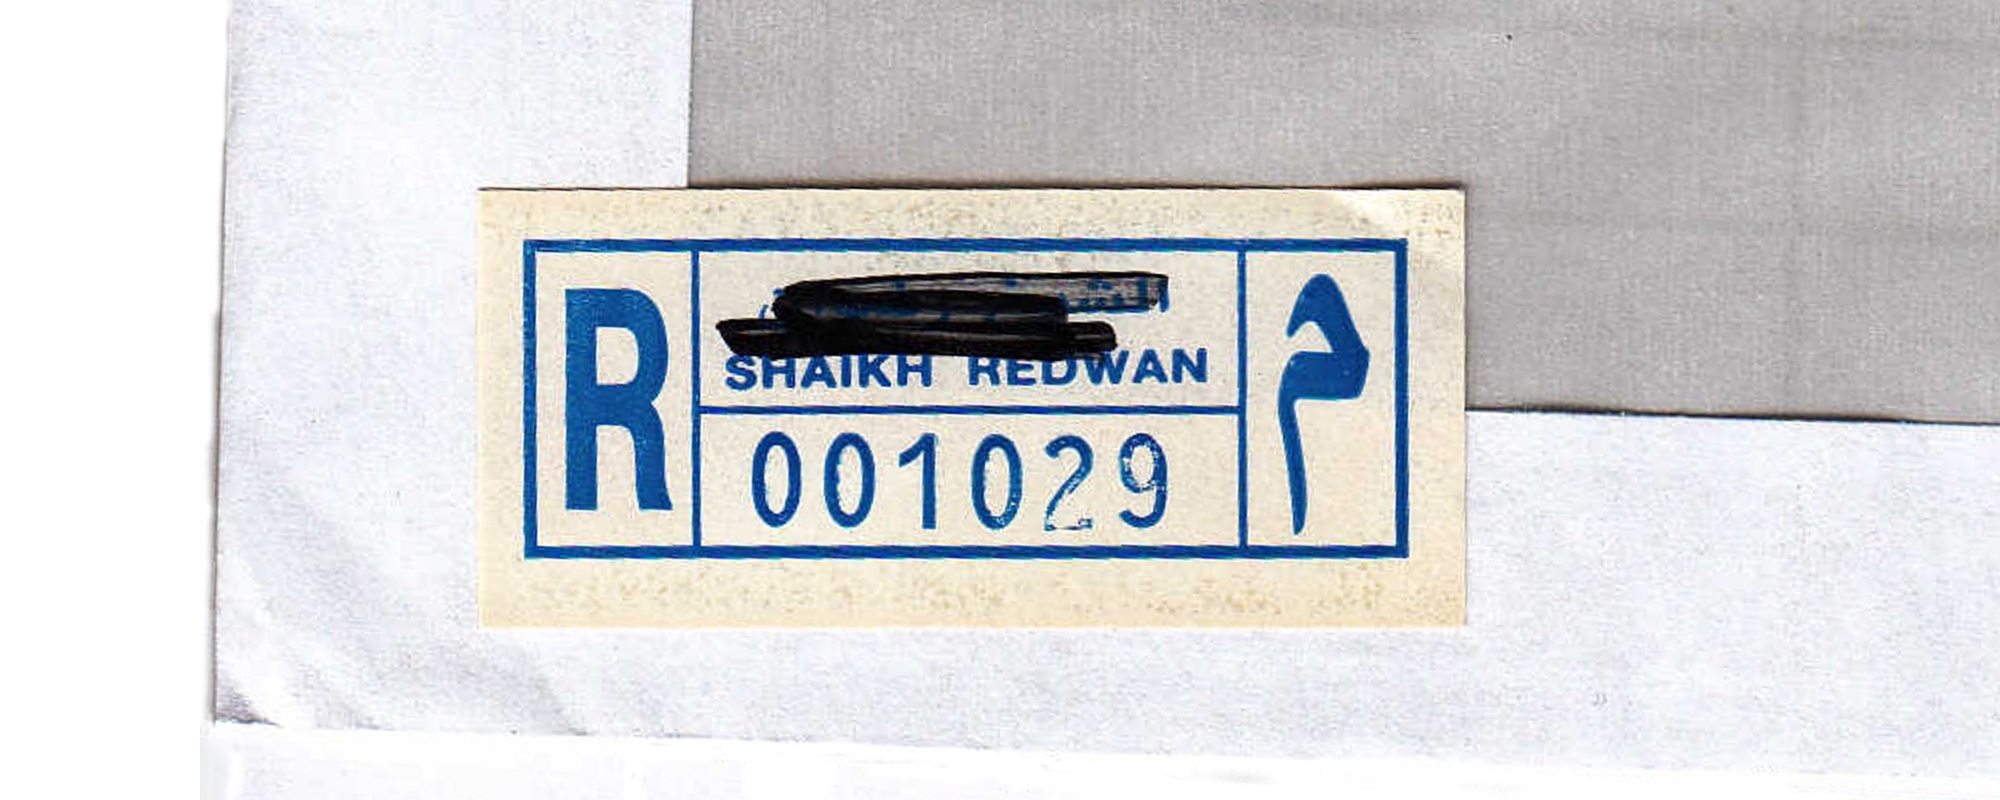 R
SHAIKH REDWAN
001029
م